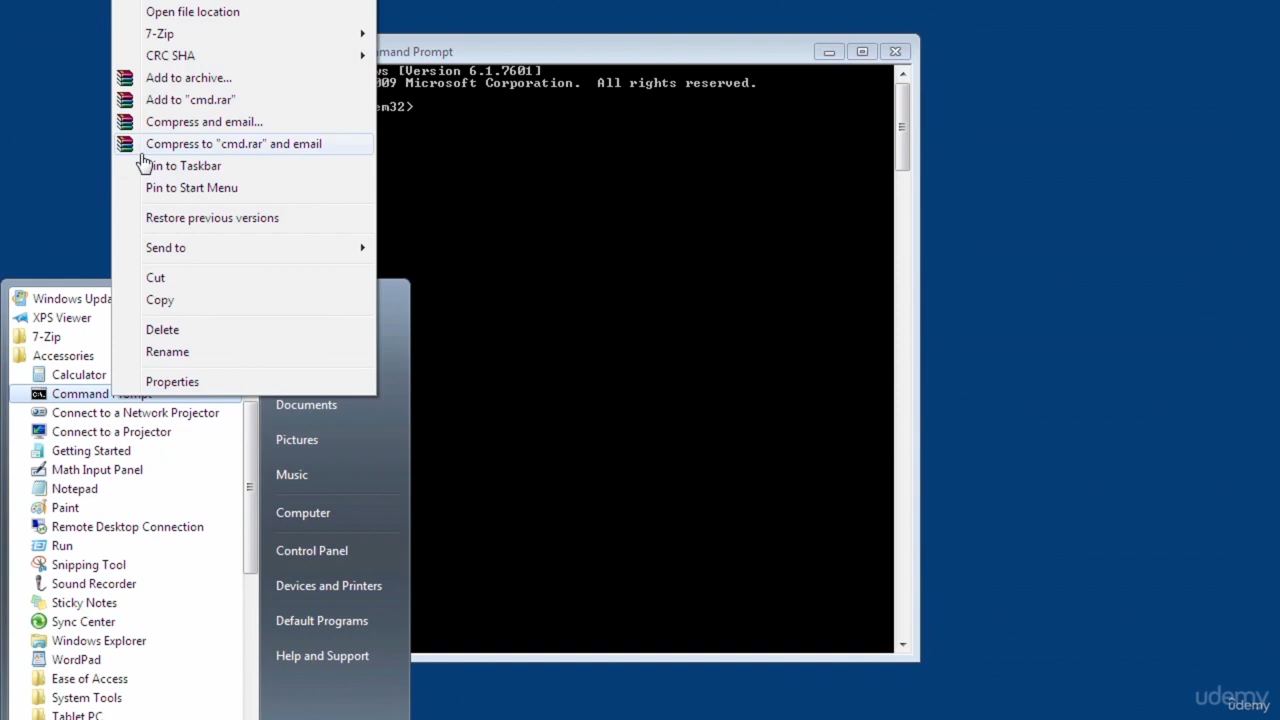 Open file location
7-Zip
CRC SHA
Add to archive...
Add to "cmd.rar"
Compress and email...
Compress to "cmd.rar" and email
in to Taskbar
Pin to Start Menu
Restore previous versions
Send to
Cut
Copy
Delete
Rename
Properties
mand Prompt
ws [Version 6.1.7601]
009 Microsoft Corporation. All rights reserved.
em32>
Windows Upda
XPS Viewer
7-Zip
Accessories
Calculator
Command Prompt
Connect to a Network Projector
Connect to a Projector
Getting Started
Math Input Panel
Notepad
Paint
Remote Desktop Connection
Run
Snipping Tool
Sound Recorder
Sticky Notes
Sync Center
Windows Explorer
WordPad
Ease of Access
System Tools
Tablet PC
Documents
Pictures
Music
Computer
Control Panel
Devices and Printers
Default Programs
Help and Support
udemy
ûdemy